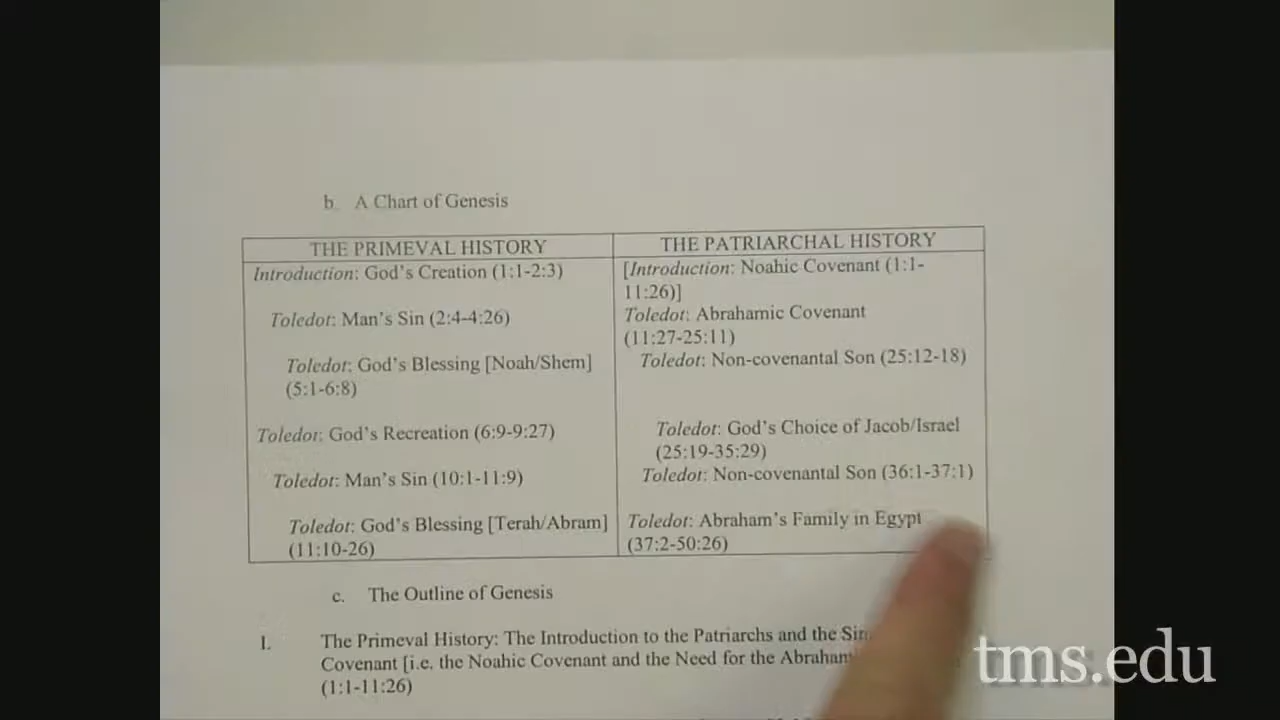 b. A Chart of Genesis
THE PRIMEVAL HISTORY
Introduction: God's Creation (1:1-2:3)
Toledot: Man's Sin (2:4-4:26)
Toledot: God's Blessing [Noah/Shem]
(5:1-6:8)
Toledot: God's Recreation (6:9-9:27)
Toledot: Man's Sin (10:1-11:9)
Toledot: God's Blessing [Terah/Abram]
(11:10-26)
THE PATRIARCHAL HISTORY
[Introduction: Noahic Covenant (1:1-
11:26)]
Toledot: Abrahamic Covenant
(11:27-25:11)
Toledot: Non-covenantal Son (25:12-18)
Toledot: God's Choice of Jacob/Israel
(25:19-35:29)
Toledot: Non-covenantal Son (36:1-37:1)
Toledot: Abraham's Family in Egypt
(37:2-50:26)
c. The Outline of Genesis
I. The Primeval History: The Introduction to the Patriarchs and the
Covenant [i.e. the Noahic Covenant and the Need for the
(1:1-11:26)
tms.edu